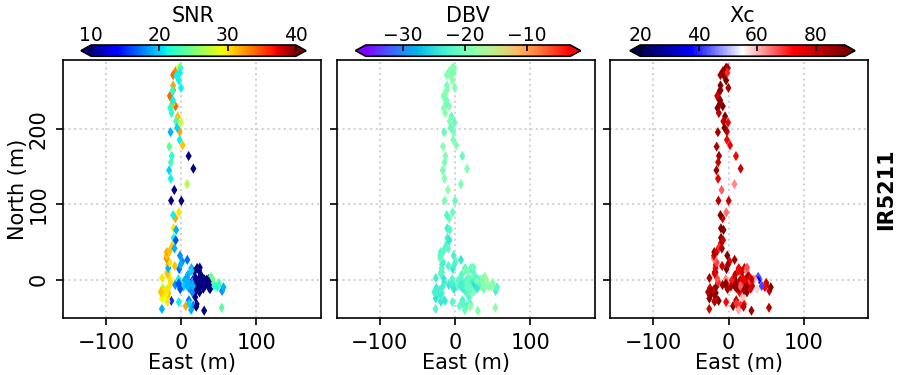 SNR
DBV
Xc
10 20 30 40
−30 −20 −10
20 40 60 80
North (m)
200
100
0
IR5211
−100 0 100
−100 0 100
−100 0 100
East (m)
East (m)
East (m)